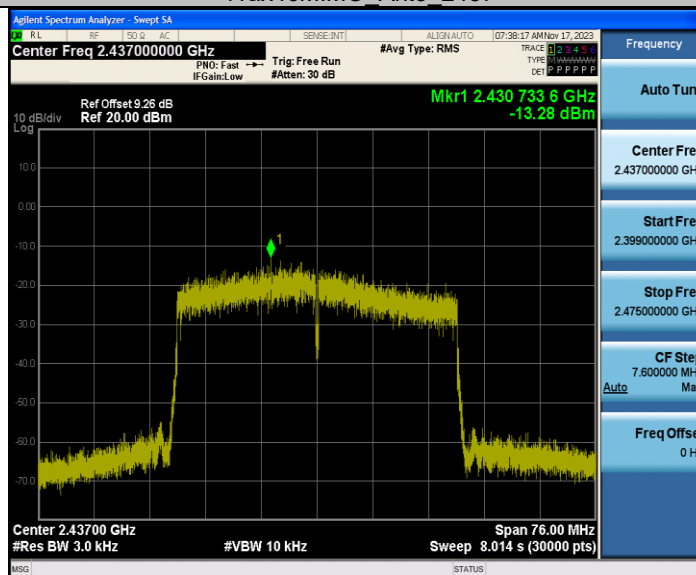 Agilent Spectrum Analyzer - Swept SA
RL RF 50 Ω AC SENSE:INT ALIGNAUTO 07:38:17 AM Nov 17, 2023
Center Freq 2.437000000 GHz
PNO: Fast
IFGain:Low
Trig: Free Run
#Atten: 30 dB
#Avg Type: RMS
TRACE 1 2 3 4 5 6
TYPE M
DET P P P P P P
Ref Offset 9.26 dB
Ref 20.00 dBm
10 dB/div
Log
Mkr1 2.430 733 6 GHz
-13.28 dBm
10.0
0.00
-10.0
-20.0
-30.0
-40.0
-50.0
-60.0
-70.0
1
Center 2.43700 GHz
#Res BW 3.0 kHz
#VBW 10 kHz
Span 76.00 MHz
Sweep 8.014 s (30000 pts)
MSG STATUS
Frequency
Auto Tun
Center Fre
2.437000000 GH
Start Fre
2.399000000 GH
Stop Fre
2.475000000 GH
CF Step
7.600000 MH
Auto Ma
Freq Offse
0 H